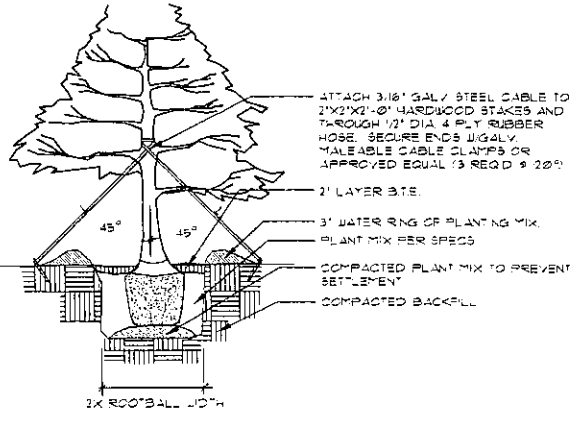 ATTACH 3/16" GALV. STEEL CABLE TO
2"X2"X2'-0" HARDWOOD STAKES AND
THROUGH 1/2" DIA. 4 PLY RUBBER
HOSE. SECURE ENDS W/GALV.
MALEABLE CABLE CLAMPS OR
APPROVED EQUAL (3 REQ'D
2" LAYER B.T.E.
3" WATER RING OF PLANTING MIX.
PLANT MIX PER SPECS
COMPACTED PLANT MIX TO PREVENT
SETTLEMENT
COMPACTED BACKFILL
45°
45°
2X ROOTBALL WIDTH